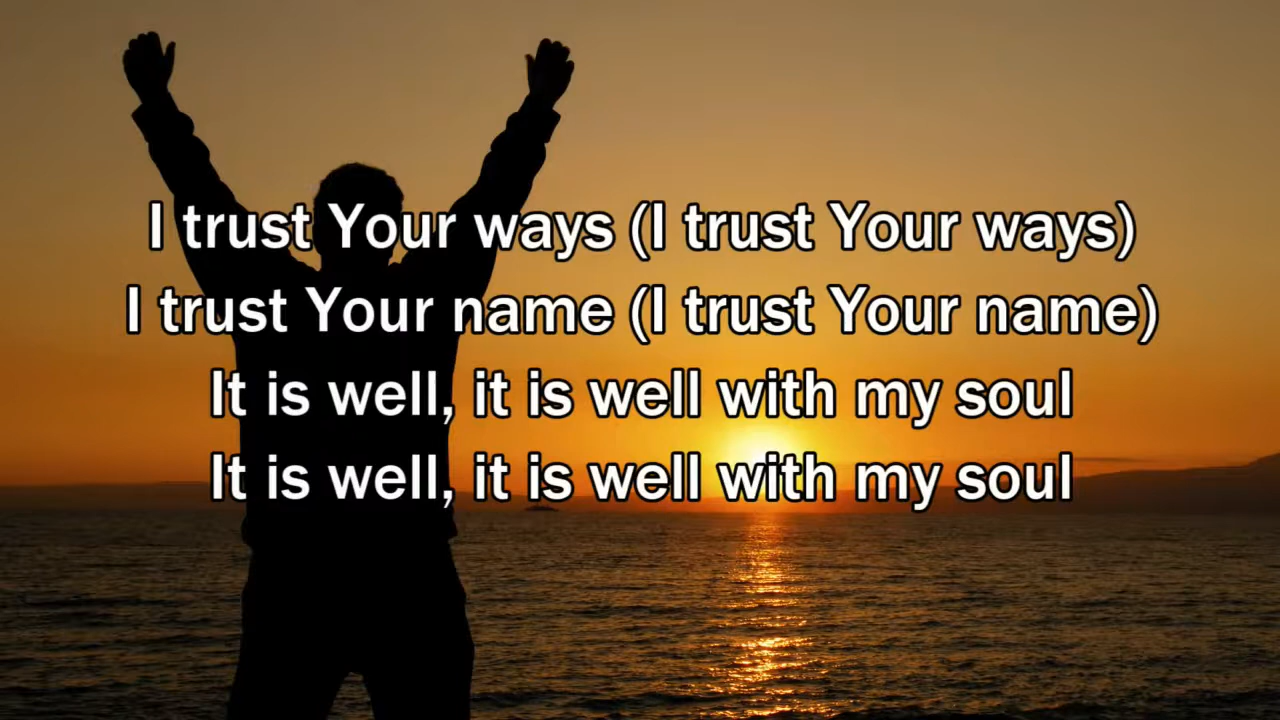 I trust Your ways (I trust Your ways)
I trust Your name (I trust Your name)
It is well, it is well with my soul
It is well, it is well with my soul